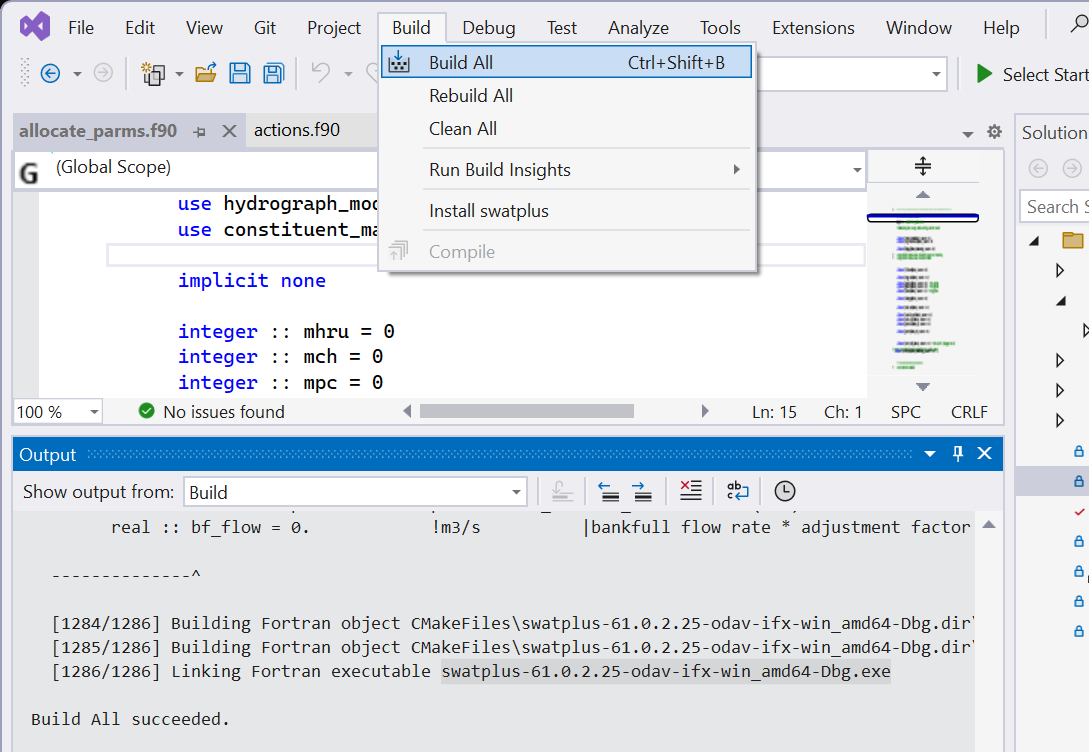 File Edit View Git Project Build Debug Test Analyze Tools Extensions Window Help
Build All Ctrl+Shift+B
Select Start
Rebuild All
Clean All
allocate_parms.f90 actions.f90
Solution
(Global Scope)
Run Build Insights
use hydrograph_mod
Install swatplus
Search S
use constituent_ma
Compile
implicit none
integer :: mhru = 0
integer :: mch = 0
integer :: mpc = 0
100 % No issues found Ln: 15 Ch: 1 SPC CRLF
Output
Show output from: Build
real :: bf_flow = 0. !m3/s |bankfull flow rate * adjustment factor
--------------^
[1284/1286] Building Fortran object CMakeFiles\swatplus-61.0.2.25-odav-ifx-win_amd64-Dbg.dir\
[1285/1286] Building Fortran object CMakeFiles\swatplus-61.0.2.25-odav-ifx-win_amd64-Dbg.dir\
[1286/1286] Linking Fortran executable swatplus-61.0.2.25-odav-ifx-win_amd64-Dbg.exe
Build All succeeded.